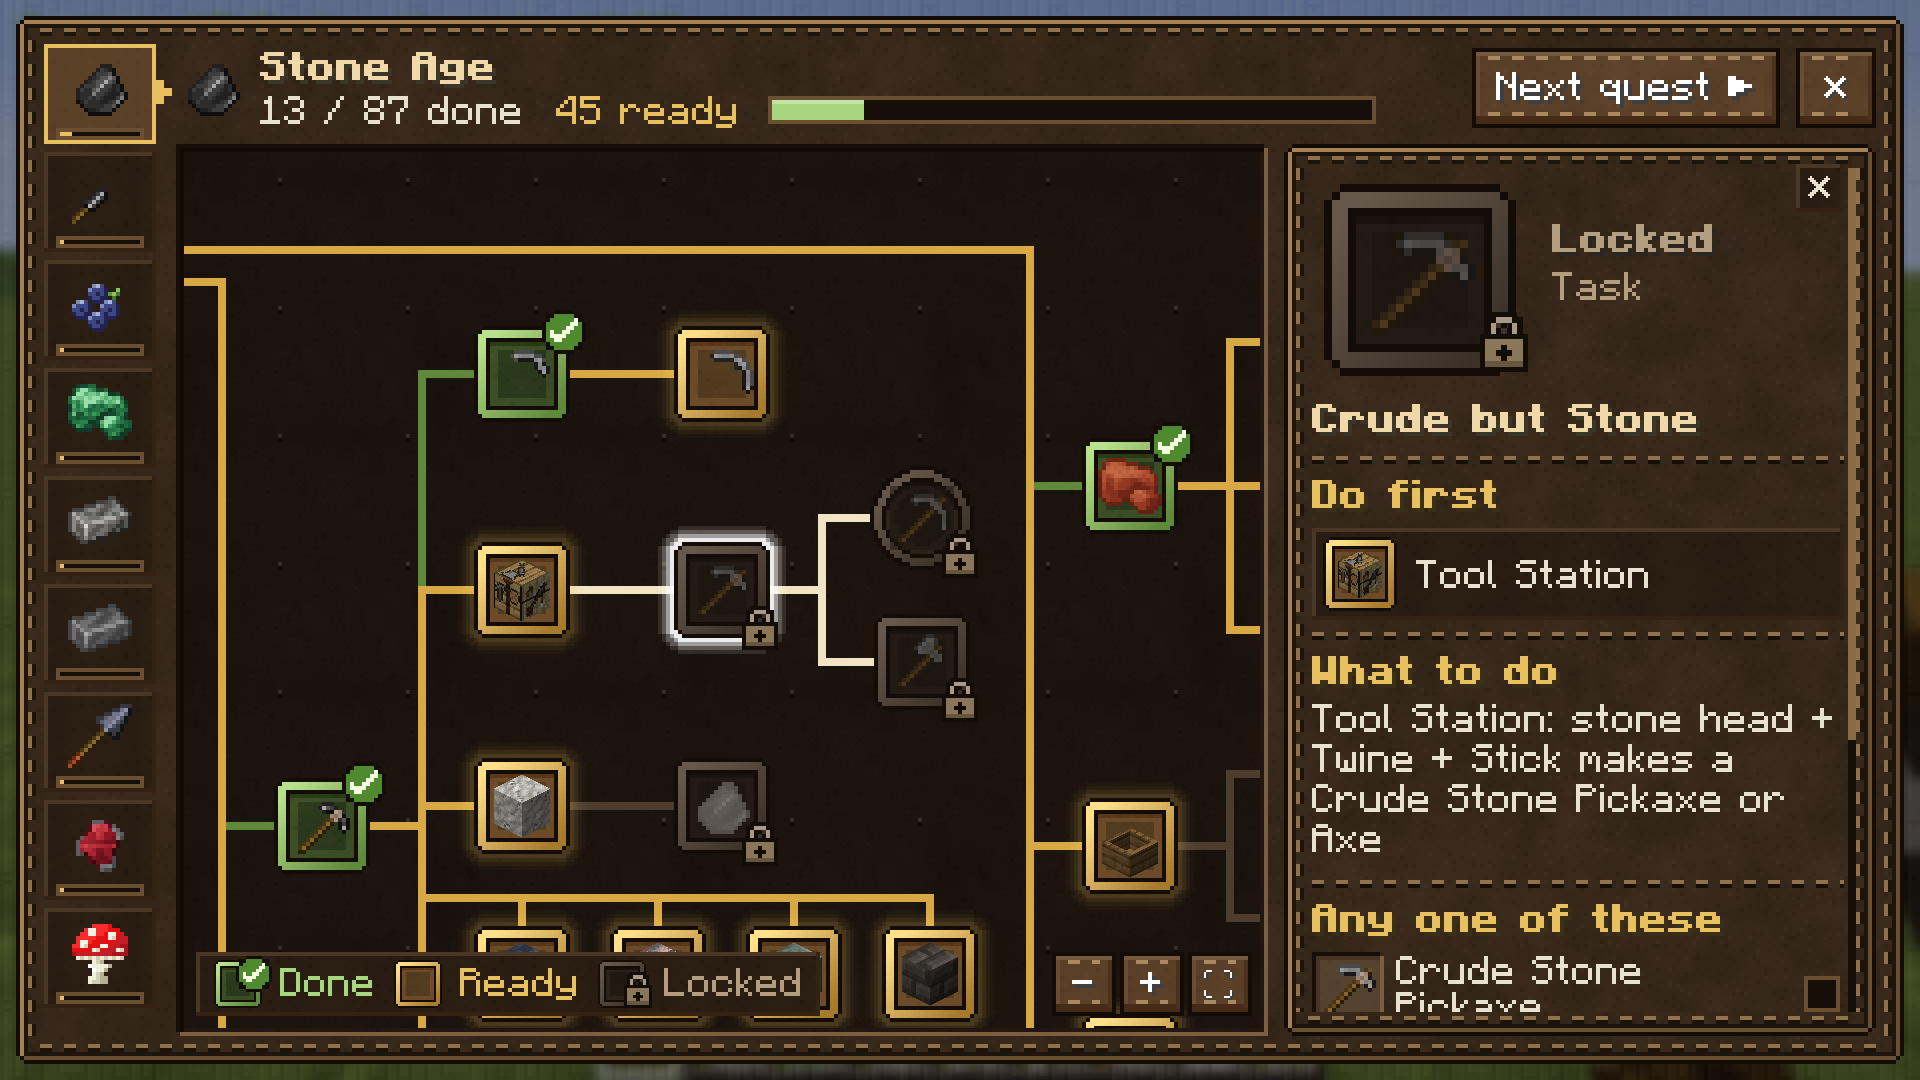 Stone Age
13 / 87 done 45 ready
Next quest
Locked
Task
Crude but Stone
Do first
Tool Station
What to do
Tool Station: stone head +
Twine + Stick makes a
Crude Stone Pickaxe or
Axe
Any one of these
Crude Stone
Pickaxe
Done Ready Locked